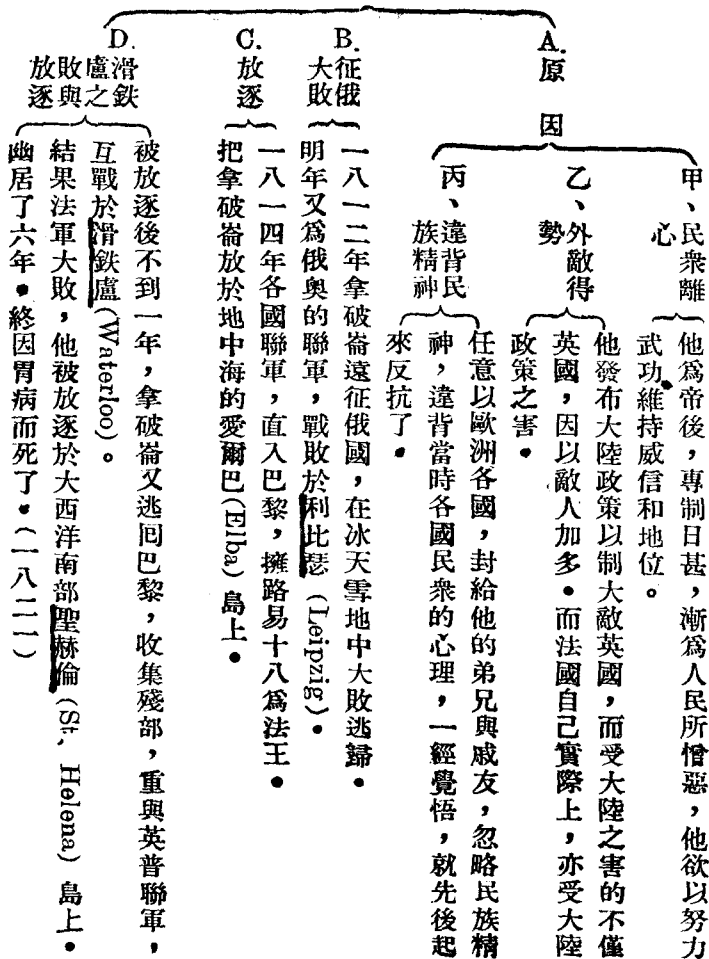 A.原因
甲、民衆離
心
他爲帝後，專制日甚，漸爲人民所憎惡，他欲以努力
武功維持威信和地位。
乙、外敵得
勢
他發布大陸政策以制大敵英國，而受大陸之害的不僅
英國，因以敵人加多。而法國自己實際上，亦受大陸
政策之害。
丙、違背民
族精神
任意以歐洲各國，封給他的弟兄與戚友，忽略民族精
神，違背當時各國民衆的心理，一經覺悟，就先後起
來反抗了。
B.征俄
大敗
一八一二年拿破崙遠征俄國，在冰天雪地中大敗逃歸。
明年又爲俄奧的聯軍，戰敗於利比瑟（Leipzig）。
C.放逐
一八一四年各國聯軍，直入巴黎，擁路易十八爲法王。
把拿破崙放於地中海的愛爾巴（Elba）島上。
D.滑鉄
盧之
敗與
放逐
被放逐後不到一年，拿破崙又逃囘巴黎，收集殘部，重與英普聯軍，
互戰於滑鉄盧（Waterloo）。
結果法軍大敗，他被放逐於大西洋南部聖赫倫（St. Helena）島上。
幽居了六年。終因胃病而死了。（一八二一）